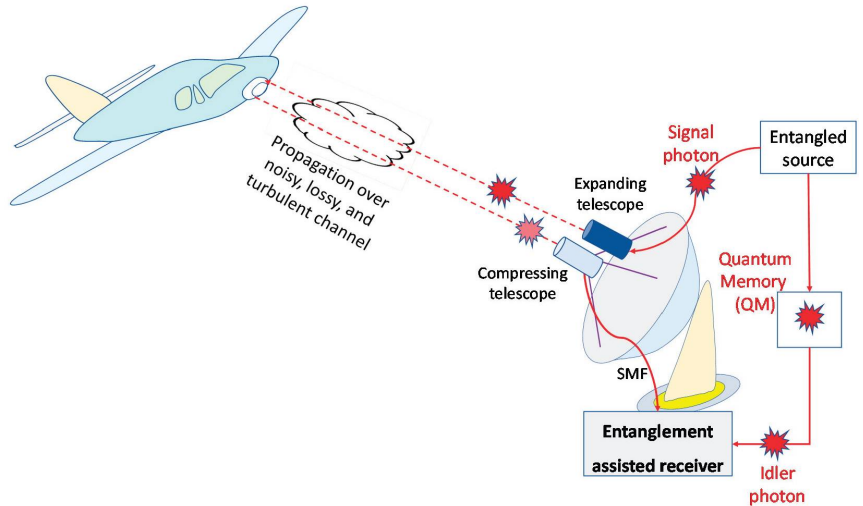 Propagation over
noisy, lossy, and
turbulent channel
Signal
photon
Entangled
source
Expanding
telescope
Compressing
telescope
Quantum
Memory
(QM)
SMF
Entanglement
assisted receiver
Idler
photon